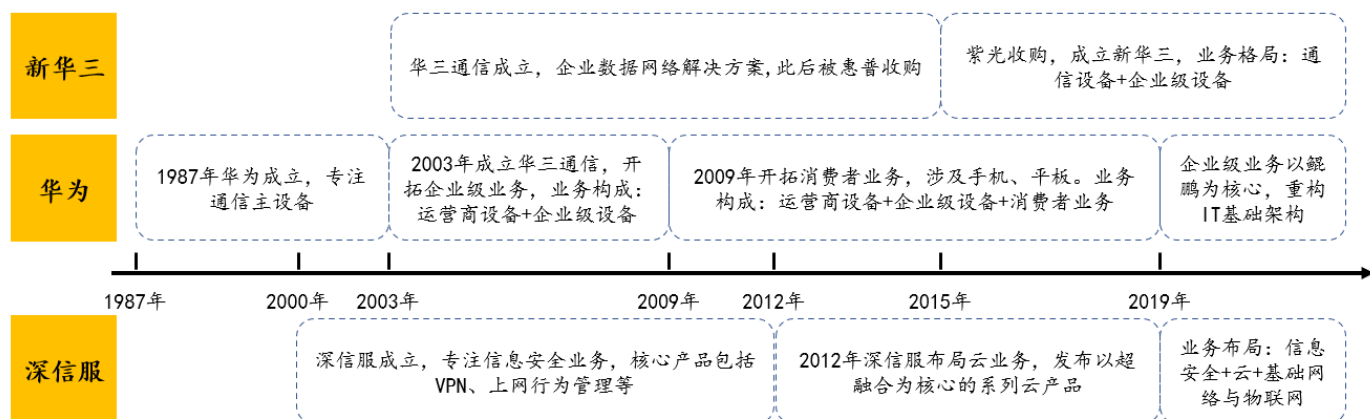 新华三
华三通信成立，企业数据网络解决方案,此后被惠普收购
紫光收购，成立新华三，业务格局：通
信设备+企业级设备
华为
1987年华为成立，专注
通信主设备
2003年成立华三通信，开
拓企业级业务，业务构成：
运营商设备+企业级设备
2009年开拓消费者业务，涉及手机、平板。业务
构成：运营商设备+企业级设备+消费者业务
企业级业务以鲲
鹏为核心，重构
IT基础架构
1987年
2000年
2003年
2009年
2012年
2015年
2019年
深信服
深信服成立，专注信息安全业务，核心产品包括
VPN、上网行为管理等
2012年深信服布局云业务，发布以超
融合为核心的系列云产品
业务布局：信息
安全+云+基础网
络与物联网